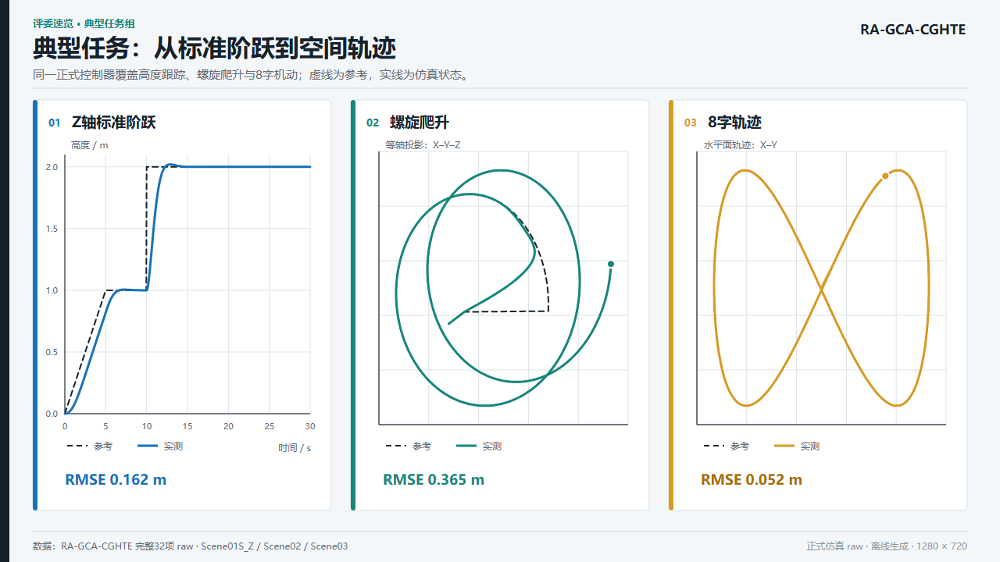 评委速览 • 典型任务组
典型任务：从标准阶跃到空间轨迹
RA-GCA-CGHTE
同一正式控制器覆盖高度跟踪、螺旋爬升与8字机动；虚线为参考，实线为仿真状态。
01 Z轴标准阶跃
高度 / m
2.0
1.5
1.0
0.5
0.0
0 5 10 15 20 25 30
参考 实测 时间 / s
RMSE 0.162 m
02 螺旋爬升
等轴投影：X–Y–Z
参考 实测
RMSE 0.365 m
03 8字轨迹
水平面轨迹：X–Y
参考 实测
RMSE 0.052 m
数据：RA-GCA-CGHTE 完整32项 raw · Scene01S_Z / Scene02 / Scene03
正式仿真 raw · 离线生成 · 1280 × 720